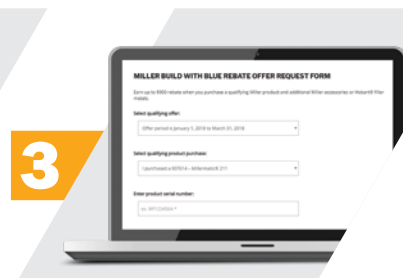 3
MILLER BUILD WITH BLUE REBATE OFFER REQUEST FORM
Earn up to $900 rebate when you purchase a qualifying Miller product and additional Miller accessories or Hobart® filler
metals.
Select qualifying offer:
Offer period is January 1, 2018 to March 31, 2018
Select qualifying product purchase:
I purchased a 907614 – Millermatic® 211
Enter product serial number: